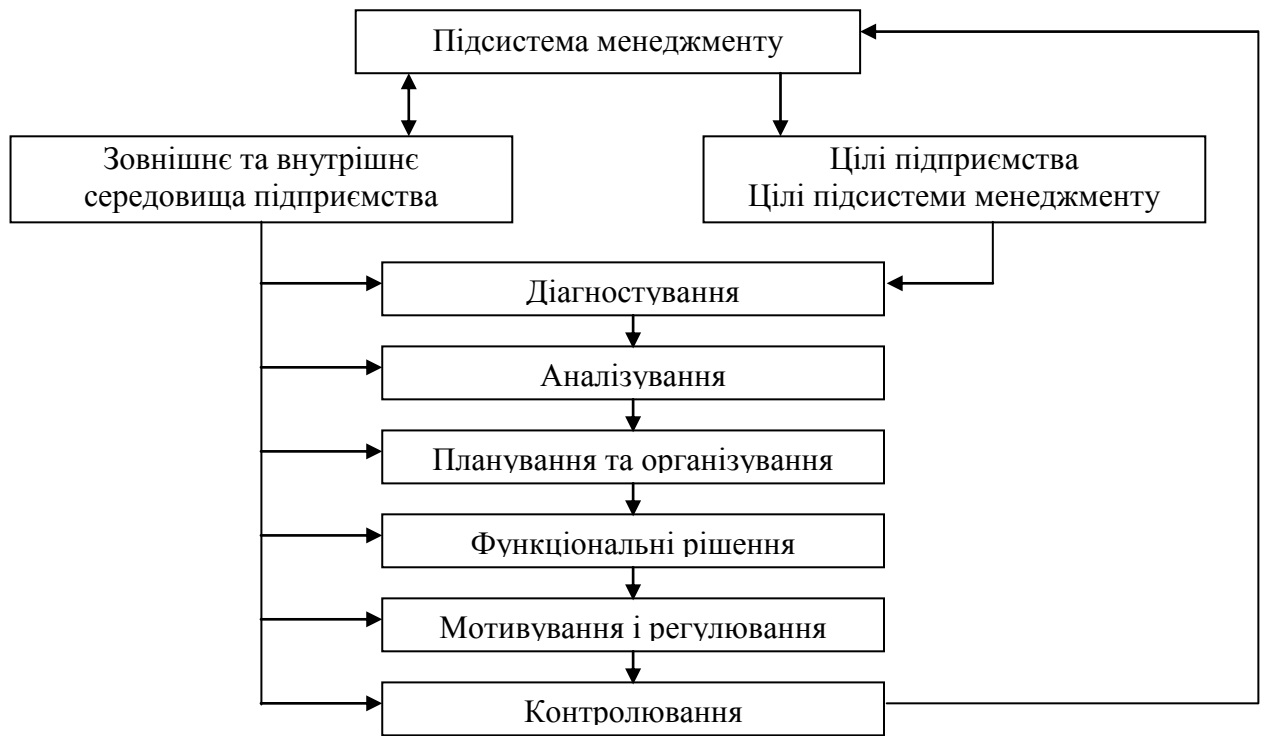 Підсистема менеджменту
Зовнішнє та внутрішнє
середовища підприємства
Цілі підприємства
Цілі підсистеми менеджменту
Діагностування
Аналізування
Планування та організування
Функціональні рішення
Мотивування і регулювання
Контролювання